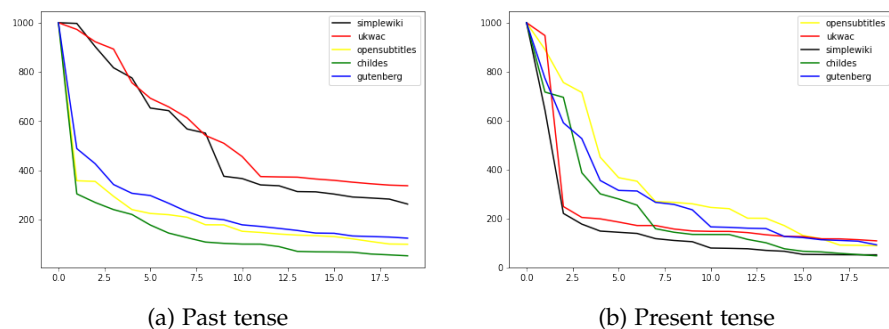 1000
800
600
400
200
0.0 2.5 5.0 7.5 10.0 12.5 15.0 17.5
simplewiki
ukwac
opensubtitles
childes
gutenberg
(a) Past tense
1000
800
600
400
200
0
0.0 2.5 5.0 7.5 10.0 12.5 15.0 17.5
opensubtitles
ukwac
simplewiki
childes
gutenberg
(b) Present tense